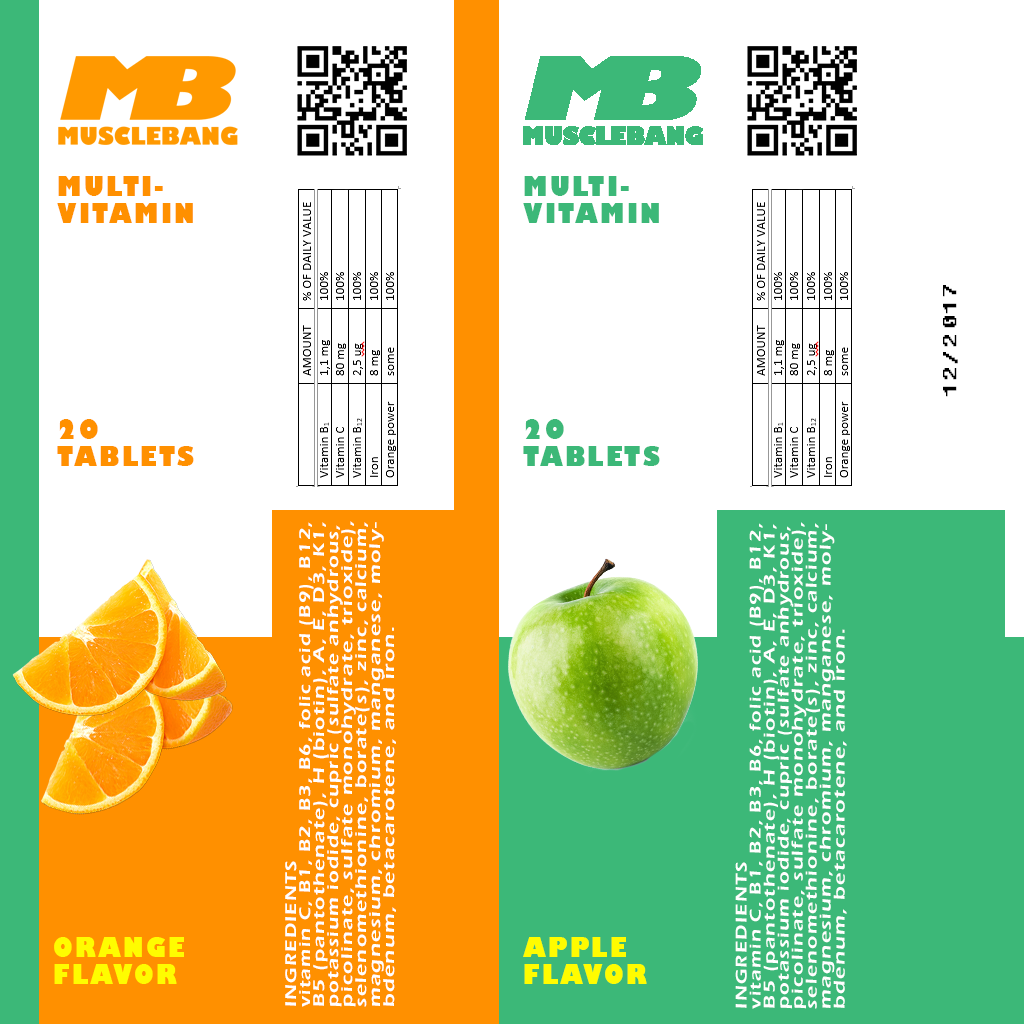 MB
MUSCLEBANG
MULTI-
VITAMIN
20
TABLETS
AMOUNT % OF DAILY VALUE
Vitamin B₁ 1,1 mg 100%
Vitamin C 80 mg 100%
Vitamin B₁₂ 2,5 ug 100%
Iron 8 mg 100%
Orange power some 100%
INGREDIENTS
vitamin C, B1, B2, B3, B6, folic acid (B9), B12,
B5 (pantothenate), H (biotin), A, E, D3, K1,
potassium iodide, cupric (sulfate anhydrous,
picolinate, sulfate monohydrate, trioxide),
selenomethionine, borate(s), zinc, calcium,
magnesium, chromium, manganese, moly-
bdenum, betacarotene, and iron.
ORANGE
FLAVOR
MB
MUSCLEBANG
MULTI-
VITAMIN
20
TABLETS
AMOUNT % OF DAILY VALUE
Vitamin B₁ 1,1 mg 100%
Vitamin C 80 mg 100%
Vitamin B₁₂ 2,5 ug 100%
Iron 8 mg 100%
Orange power some 100%
12/2017
INGREDIENTS
vitamin C, B1, B2, B3, B6, folic acid (B9), B12,
B5 (pantothenate), H (biotin), A, E, D3, K1,
potassium iodide, cupric (sulfate anhydrous,
picolinate, sulfate monohydrate, trioxide),
selenomethionine, borate(s), zinc, calcium,
magnesium, chromium, manganese, moly-
bdenum, betacarotene, and iron.
APPLE
FLAVOR